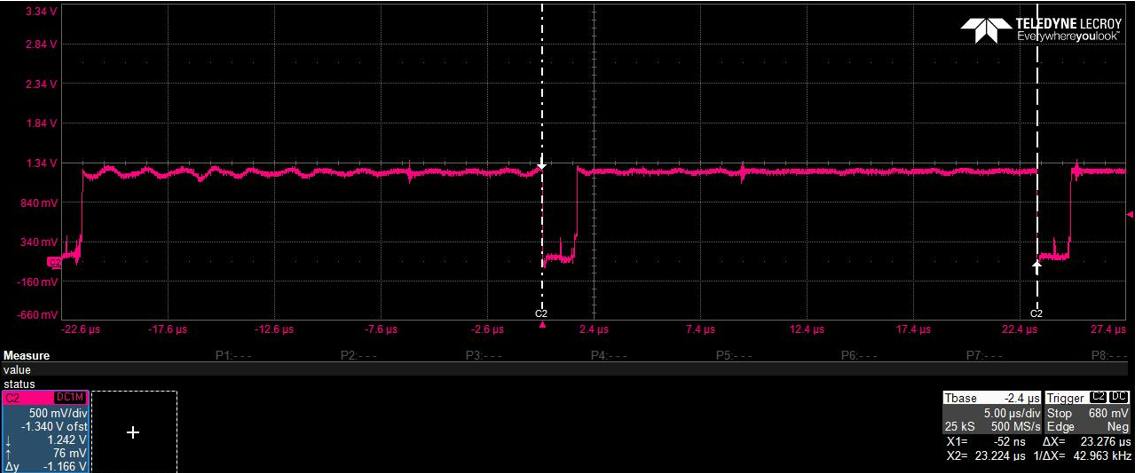 3.34 V
TELEDYNE LECROY
Everywhereyoulook™
2.84 V
2.34 V
1.84 V
1.34 V
840 mV
340 mV
C2
-160 mV
-660 mV
C2 C2
-22.6 µs -17.6 µs -12.6 µs -7.6 µs -2.6 µs 2.4 µs 7.4 µs 12.4 µs 17.4 µs 22.4 µs 27.4 µs
Measure P1:- - - P2:- - - P3:- - - P4:- - - P5:- - - P6:- - - P7:- - - P8:- - -
value
status
C2 DC1M
500 mV/div
-1.340 V ofst
↓ 1.242 V
↑ 76 mV
Δy -1.166 V
+
Tbase -2.4 µs
5.00 µs/div
25 kS 500 MS/s
Trigger C2 DC
Stop 680 mV
Edge Neg
X1= -52 ns ΔX= 23.276 µs
X2= 23.224 µs 1/ΔX= 42.963 kHz